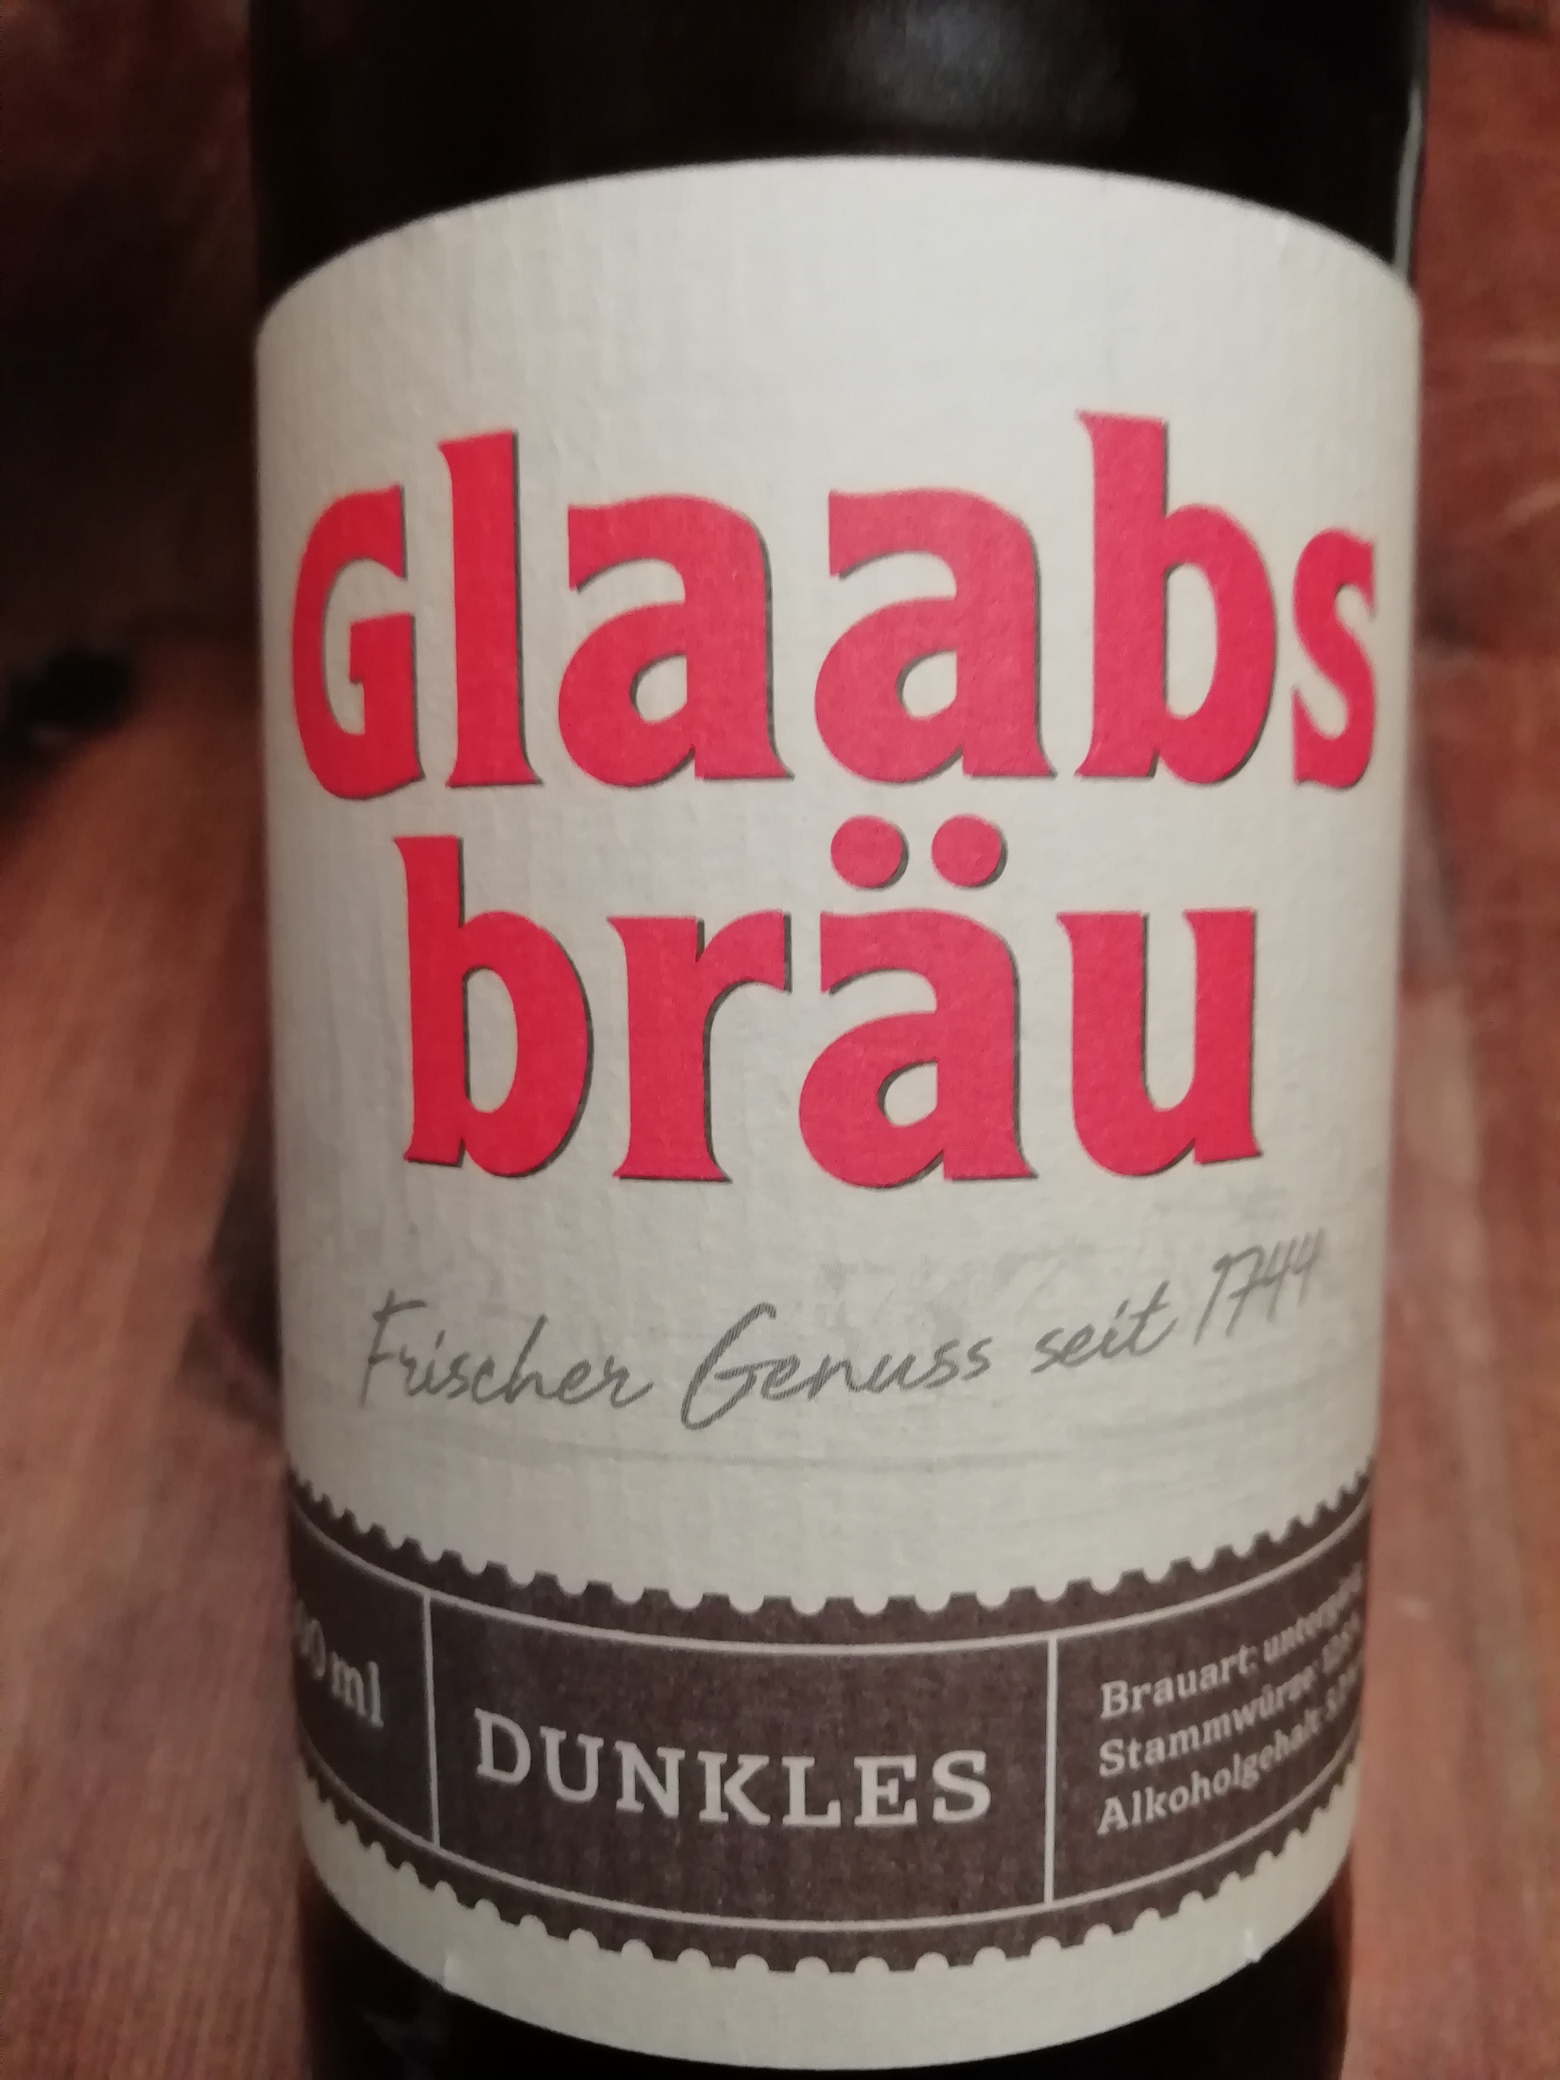 Glaabs
bräu
Frischer Genuss seit 1744
ml
DUNKLES
Brauart:
Stammwürze:
Alkoholgehalt